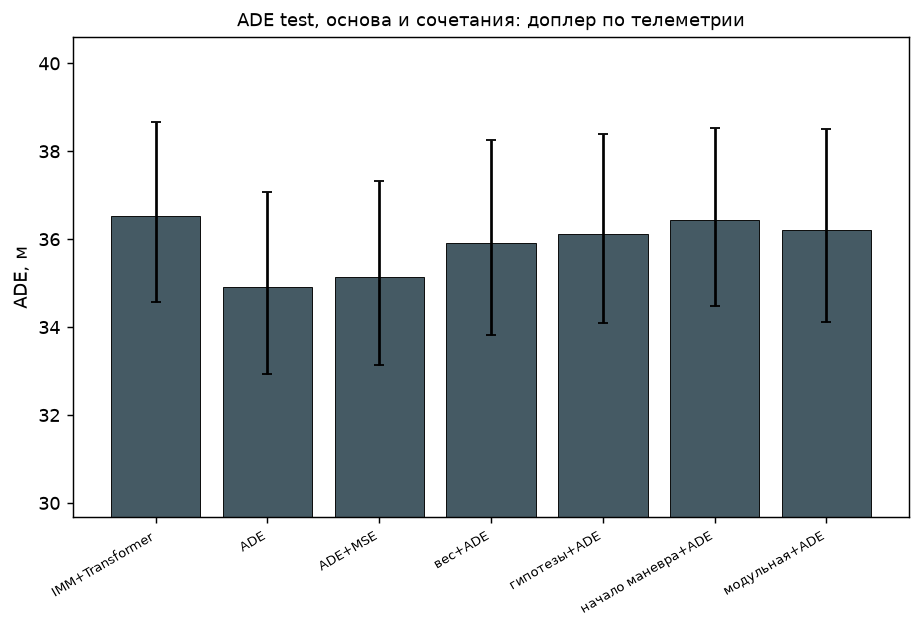 ADE test, основа и сочетания: доплер по телеметрии
ADE, м
40
38
36
34
32
30
IMM+Transformer
ADE
ADE+MSE
вес+ADE
гипотезы+ADE
начало маневра+ADE
модульная+ADE